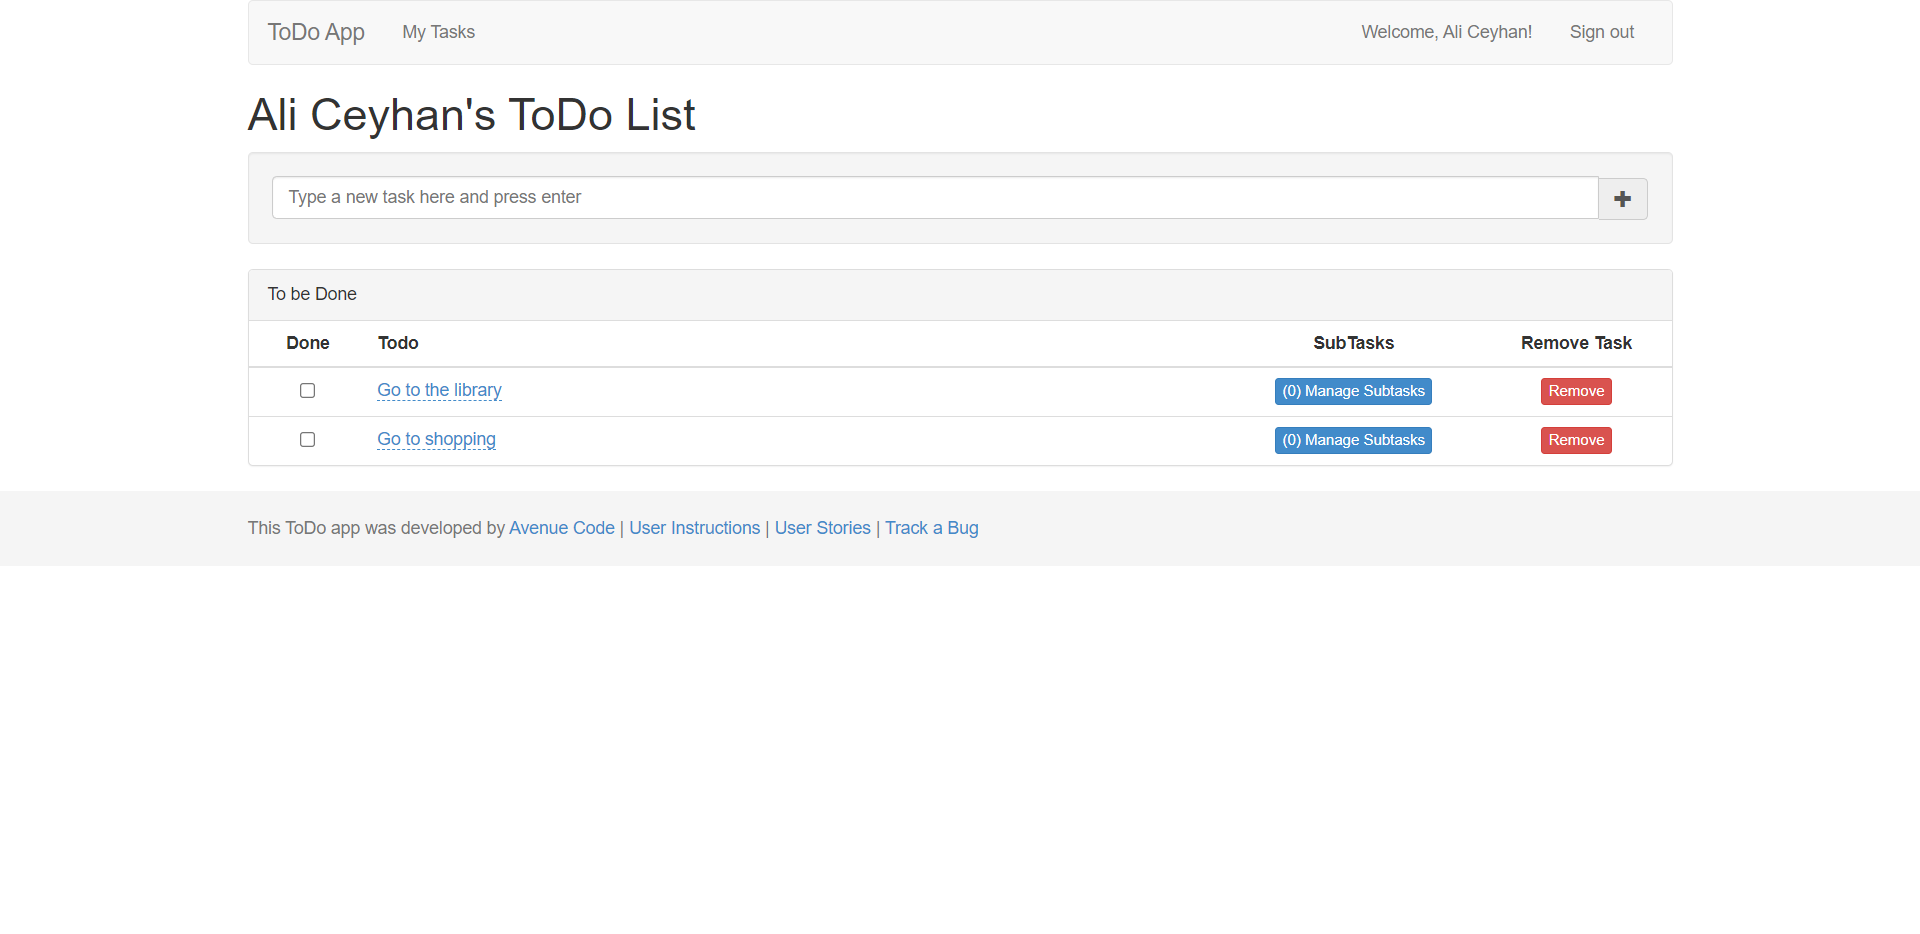 ToDo App My Tasks Welcome, Ali Ceyhan! Sign out
Ali Ceyhan's ToDo List
Type a new task here and press enter
To be Done
Done Todo SubTasks Remove Task
Go to the library (0) Manage Subtasks Remove
Go to shopping (0) Manage Subtasks Remove
This ToDo app was developed by Avenue Code | User Instructions | User Stories | Track a Bug